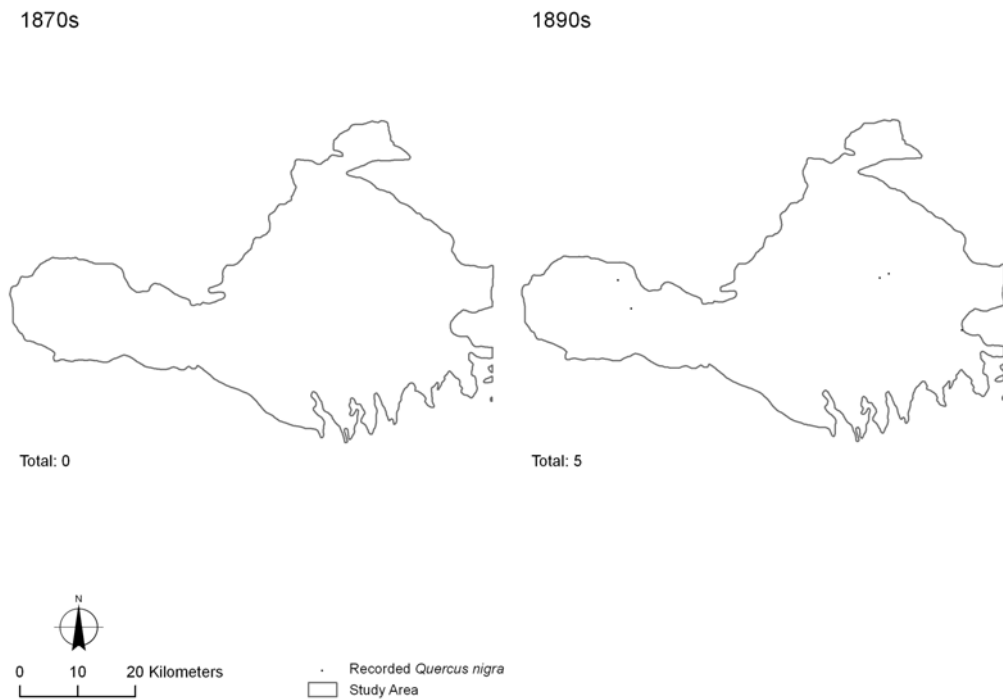 1870s
1890s
Total: 0
Total: 5
N
0 10 20 Kilometers
Recorded Quercus nigra
Study Area